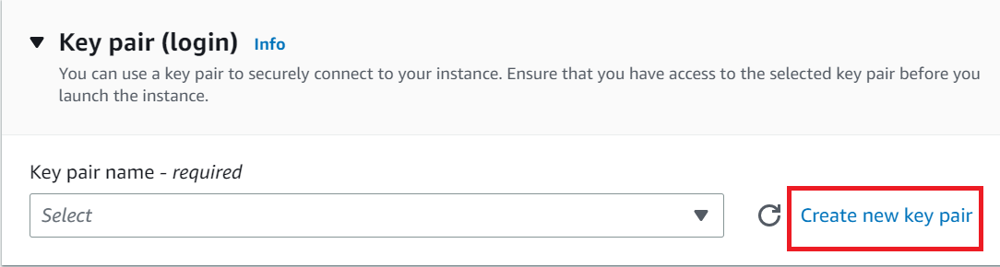 Key pair (login) Info
You can use a key pair to securely connect to your instance. Ensure that you have access to the selected key pair before you
launch the instance.
Key pair name - required
Select
Create new key pair